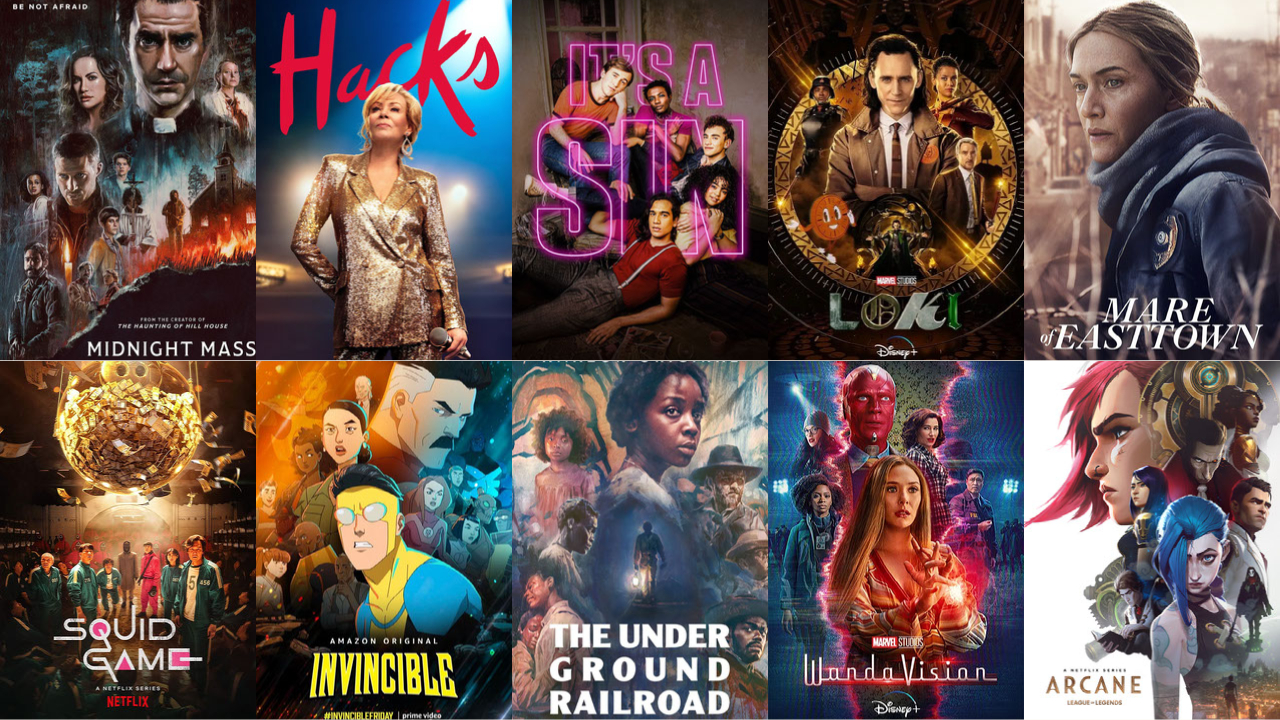 BE NOT AFRAID
FROM THE CREATOR OF
THE HAUNTING OF HILL HOUSE
MIDNIGHT MASS
Hacks
IT'S A
SIN
MARVEL STUDIOS
LOKI
Disney+
MARE
of EASTTOWN
456
SQUID
GAME
A NETFLIX SERIES
NETFLIX
AMAZON ORIGINAL
INVINCIBLE
#INVINCIBLEFRIDAY | prime video
THE UNDER
GROUND
RAILROAD
MARVEL STUDIOS
WandaVision
Disney+
A NETFLIX SERIES
ARCANE
LEAGUE OF LEGENDS